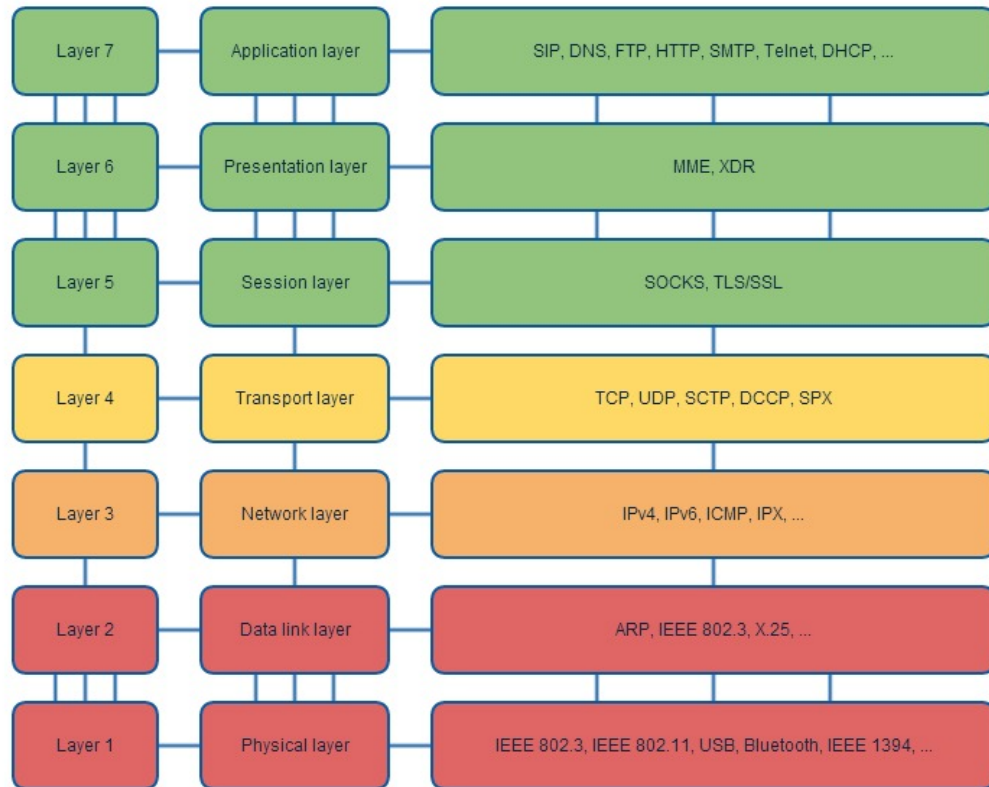 Layer 7
Application layer
SIP, DNS, FTP, HTTP, SMTP, Telnet, DHCP, ...
Layer 6
Presentation layer
MME, XDR
Layer 5
Session layer
SOCKS, TLS/SSL
Layer 4
Transport layer
TCP, UDP, SCTP, DCCP, SPX
Layer 3
Network layer
IPv4, IPv6, ICMP, IPX, ...
Layer 2
Data link layer
ARP, IEEE 802.3, X.25, ...
Layer 1
Physical layer
IEEE 802.3, IEEE 802.11, USB, Bluetooth, IEEE 1394, ...